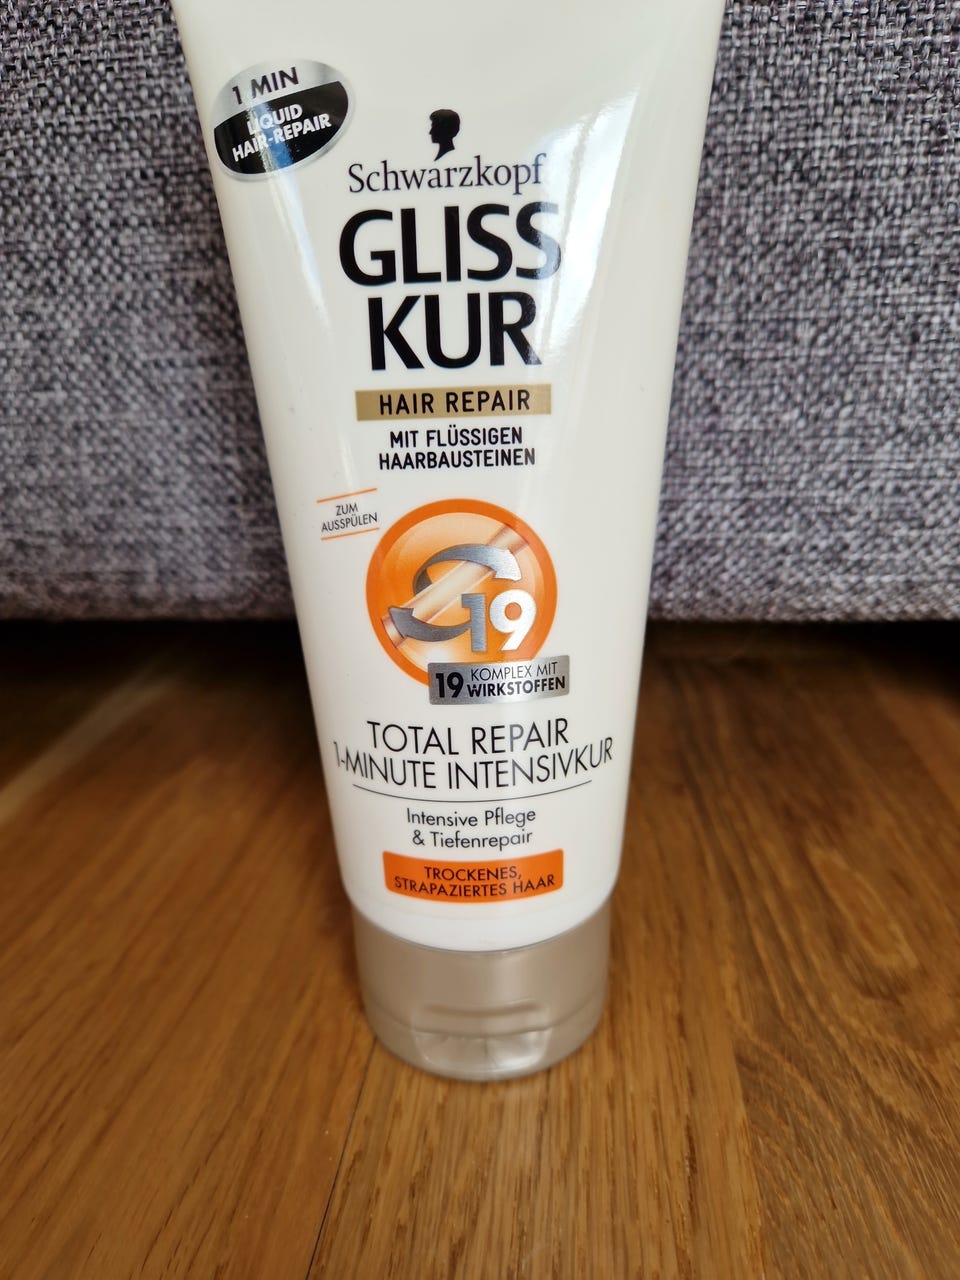 1 MIN
LIQUID
HAIR-REPAIR
Schwarzkopf
GLISS
KUR
HAIR REPAIR
MIT FLÜSSIGEN
HAARBAUSTEINEN
ZUM
AUSSPÜLEN
19
19 KOMPLEX MIT
WIRKSTOFFEN
TOTAL REPAIR
1-MINUTE INTENSIVKUR
Intensive Pflege
& Tiefenrepair
TROCKENES,
STRAPAZIERTES HAAR